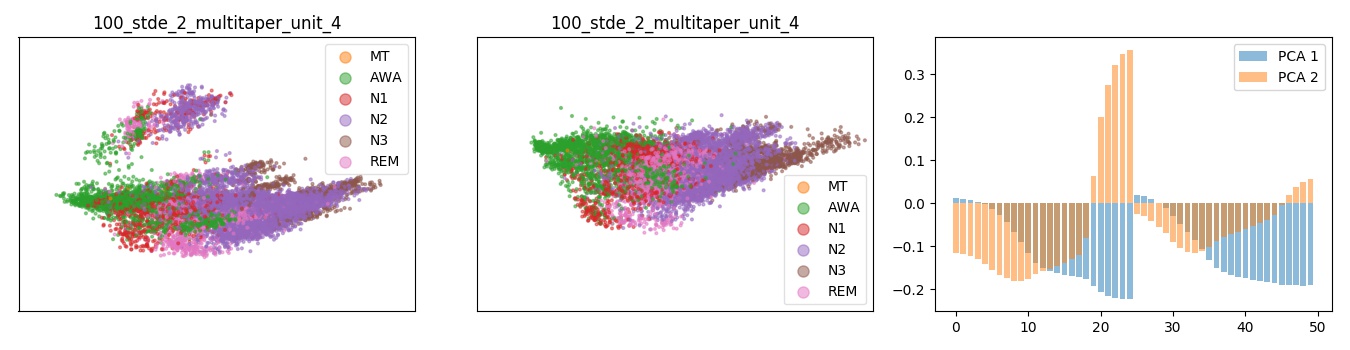 100_stde_2_multitaper_unit_4
MT
AWA
N1
N2
N3
REM
100_stde_2_multitaper_unit_4
MT
AWA
N1
N2
N3
REM
PCA 1
PCA 2
0.3
0.2
0.1
0.0
−0.1
−0.2
0 10 20 30 40 50